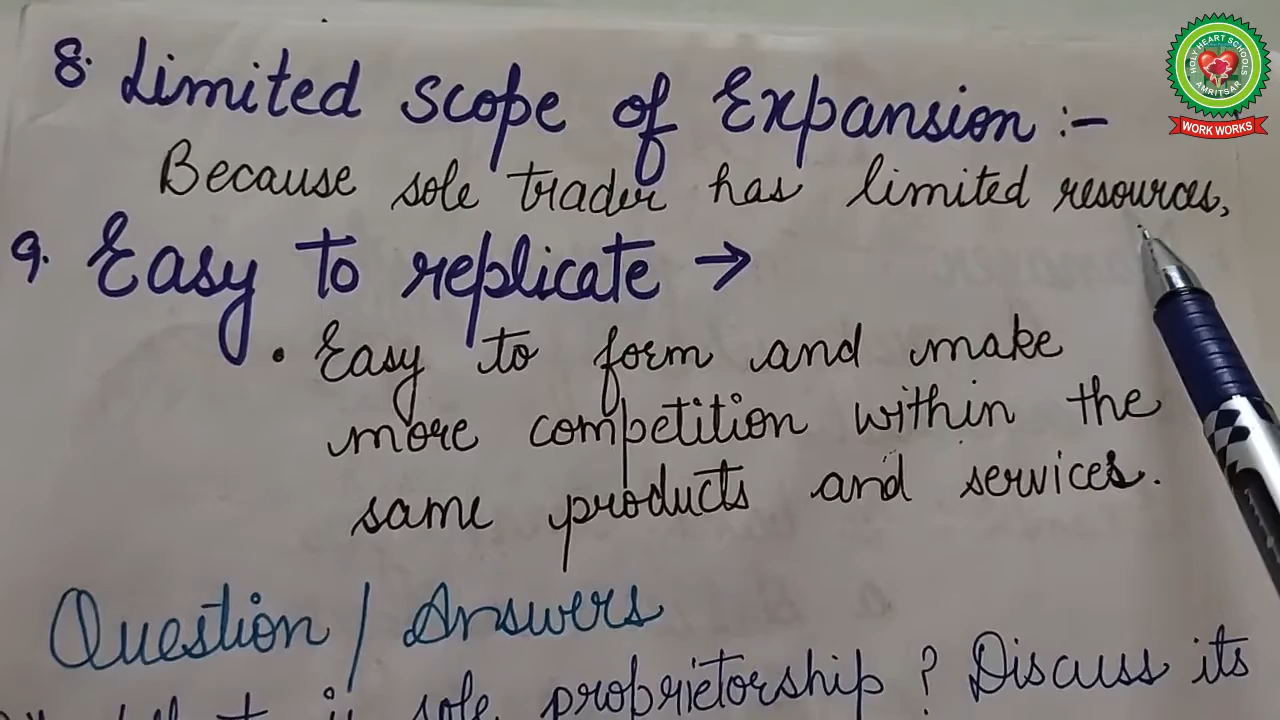 8. Limited scope of Expansion :-
Because sole trader has limited resources,
9. Easy to replicate →
• Easy to form and make
more competition within the
same products and services.
Question / Answers
sole proprietorship ? Discuss its
HOLY HEART SCHOOLS
AMRITSAR
WORK WORKS